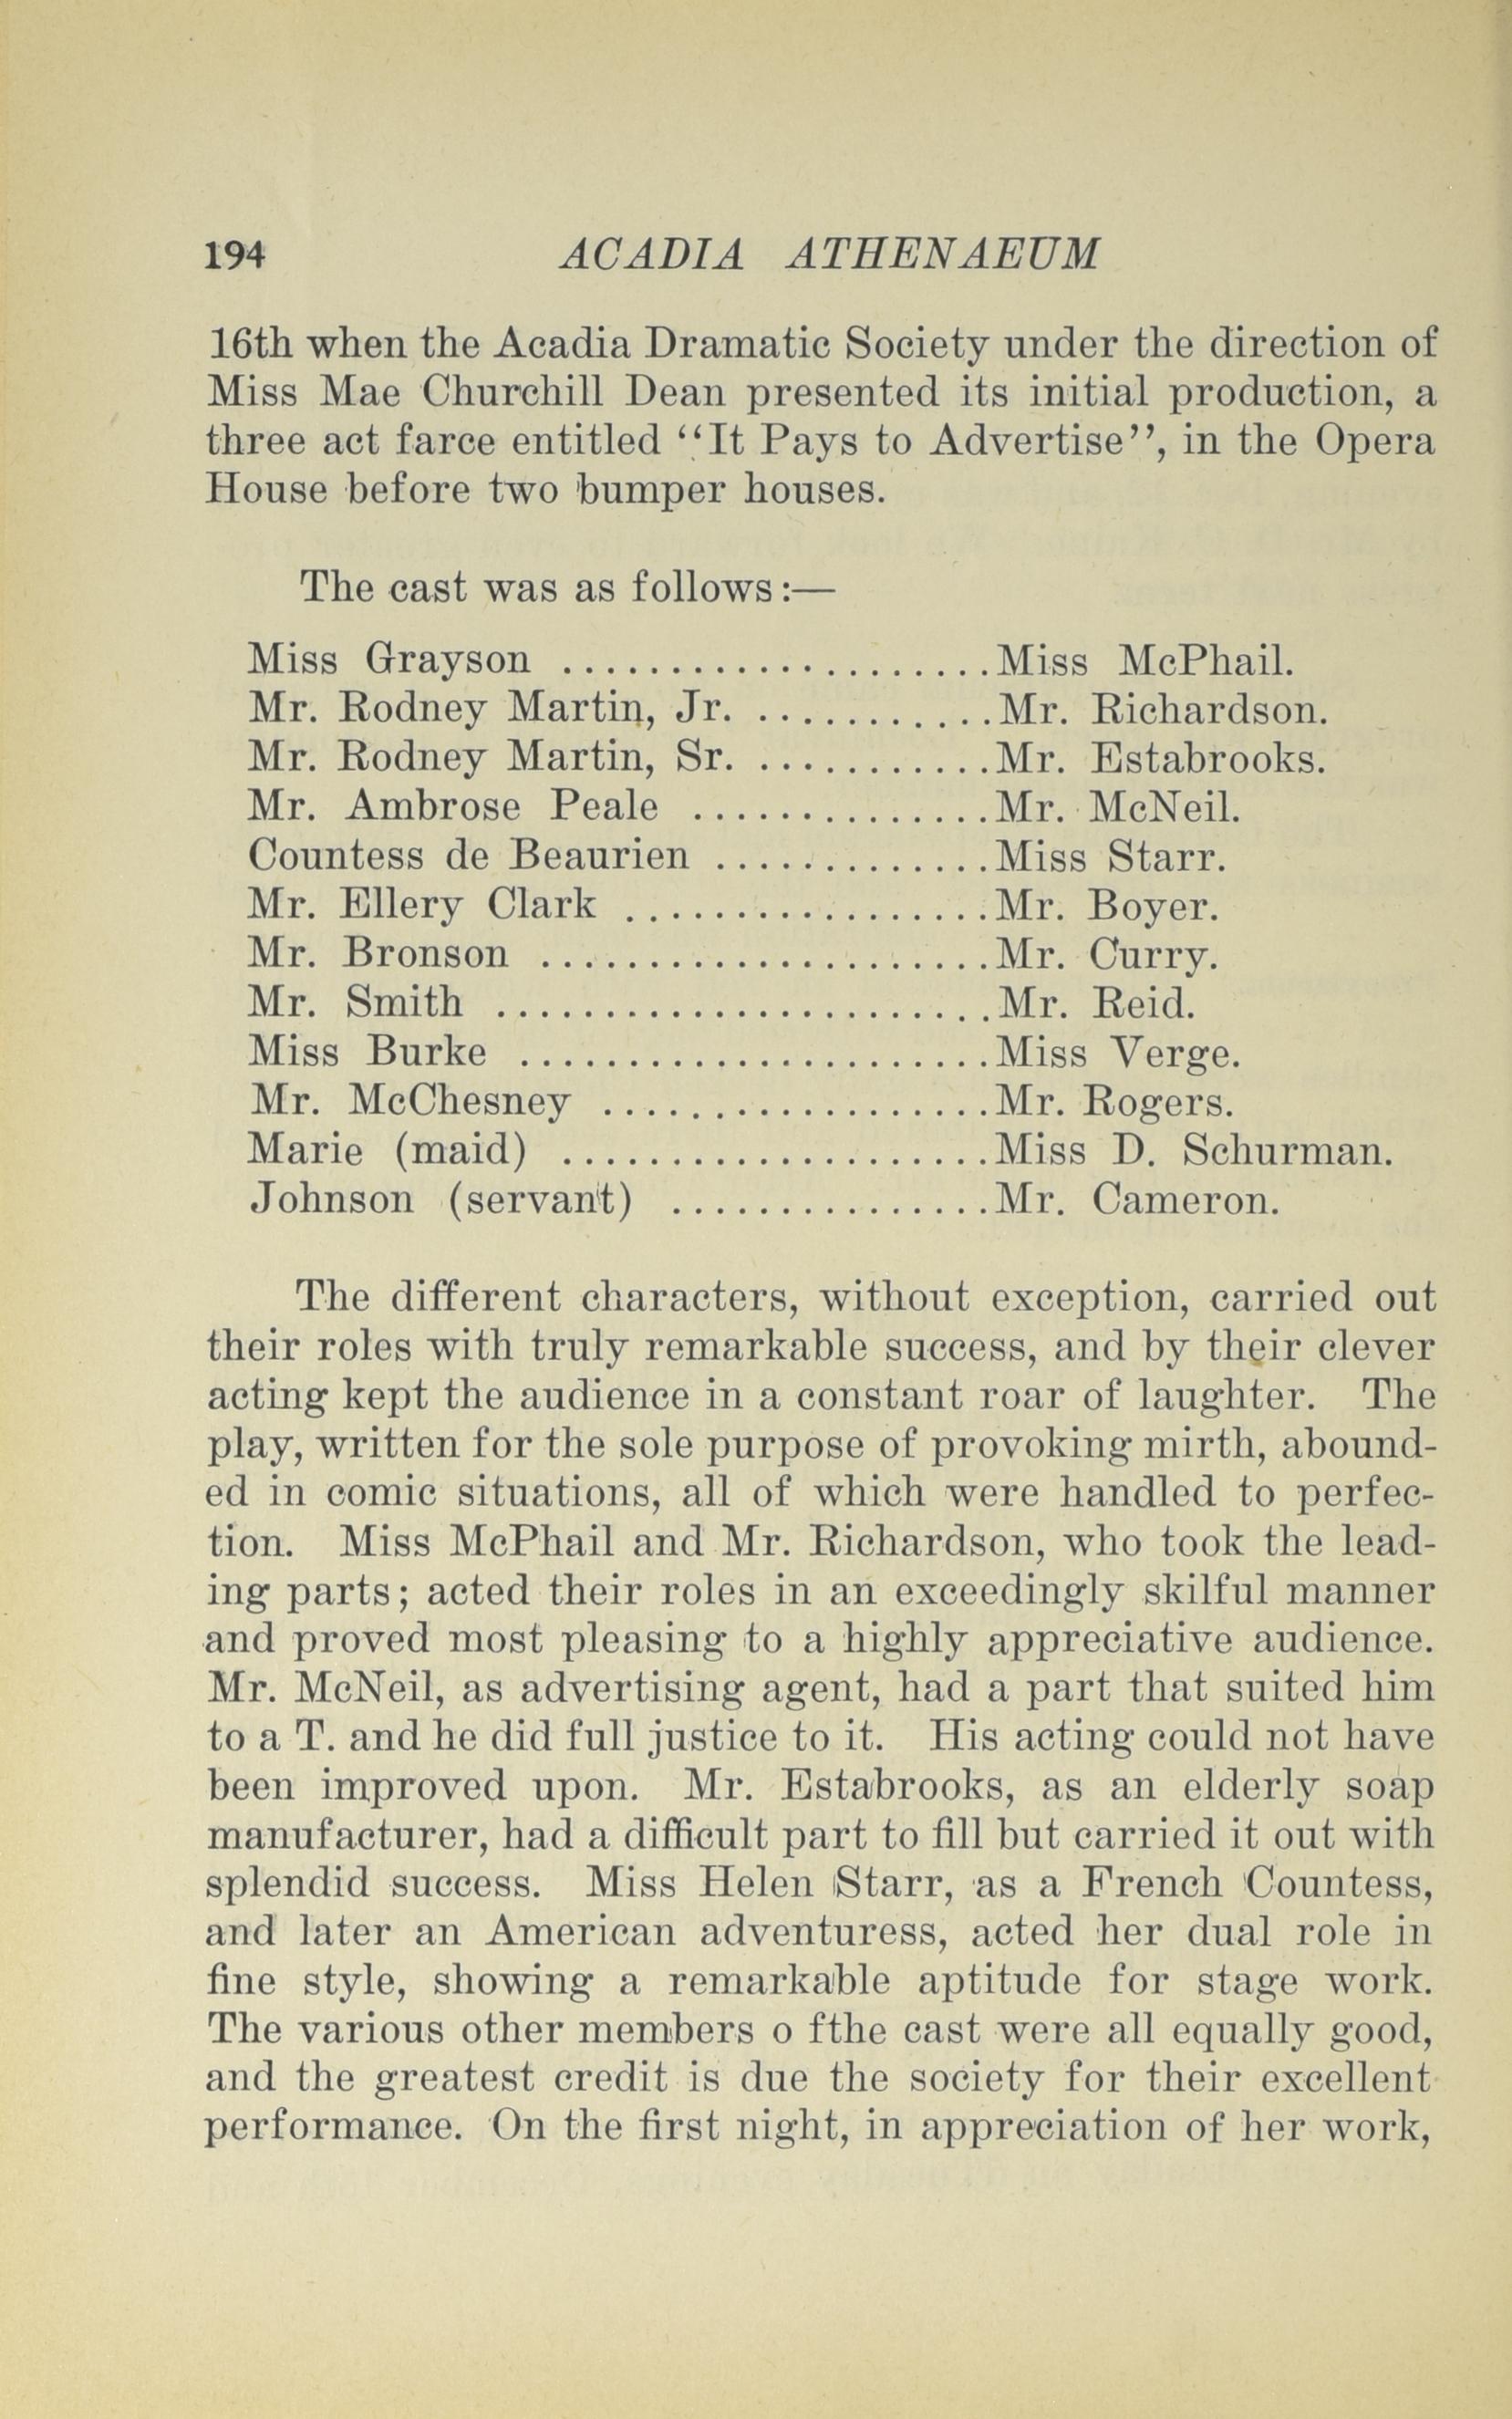 194 ACADIA ATHENAEUM
16th when the Acadia Dramatic Society under the direction of
Miss Mae Churchill Dean presented its initial production, a
three act farce entitled “It Pays to Advertise”, in the Opera
House before two bumper houses.
The cast was as follows:—
Miss Grayson ....................Miss McPhail.
Mr. Rodney Martin, Jr. ...........Mr. Richardson.
Mr. Rodney Martin, Sr. ...........Mr. Estabrooks.
Mr. Ambrose Peale ..............Mr. McNeil.
Countess de Beaurien .............Miss Starr.
Mr. Ellery Clark .................Mr. Boyer.
Mr. Bronson .....................Mr. Curry.
Mr. Smith .......................Mr. Reid.
Miss Burke ......................Miss Verge.
Mr. McChesney ..................Mr. Rogers.
Marie (maid) ....................Miss D. Schurman.
Johnson (servant) ...............Mr. Cameron.
The different characters, without exception, carried out
their roles with truly remarkable success, and by their clever
acting kept the audience in a constant roar of laughter. The
play, written for the sole purpose of provoking mirth, abound-
ed in comic situations, all of which were handled to perfec-
tion. Miss McPhail and Mr. Richardson, who took the lead-
ing parts; acted their roles in an exceedingly skilful manner
and proved most pleasing to a highly appreciative audience.
Mr. McNeil, as advertising agent, had a part that suited him
to a T. and he did full justice to it. His acting could not have
been improved upon. Mr. Estabrooks, as an elderly soap
manufacturer, had a difficult part to fill but carried it out with
splendid success. Miss Helen Starr, as a French Countess,
and later an American adventuress, acted her dual role in
fine style, showing a remarkable aptitude for stage work.
The various other members o fthe cast were all equally good,
and the greatest credit is due the society for their excellent
performance. On the first night, in appreciation of her work,